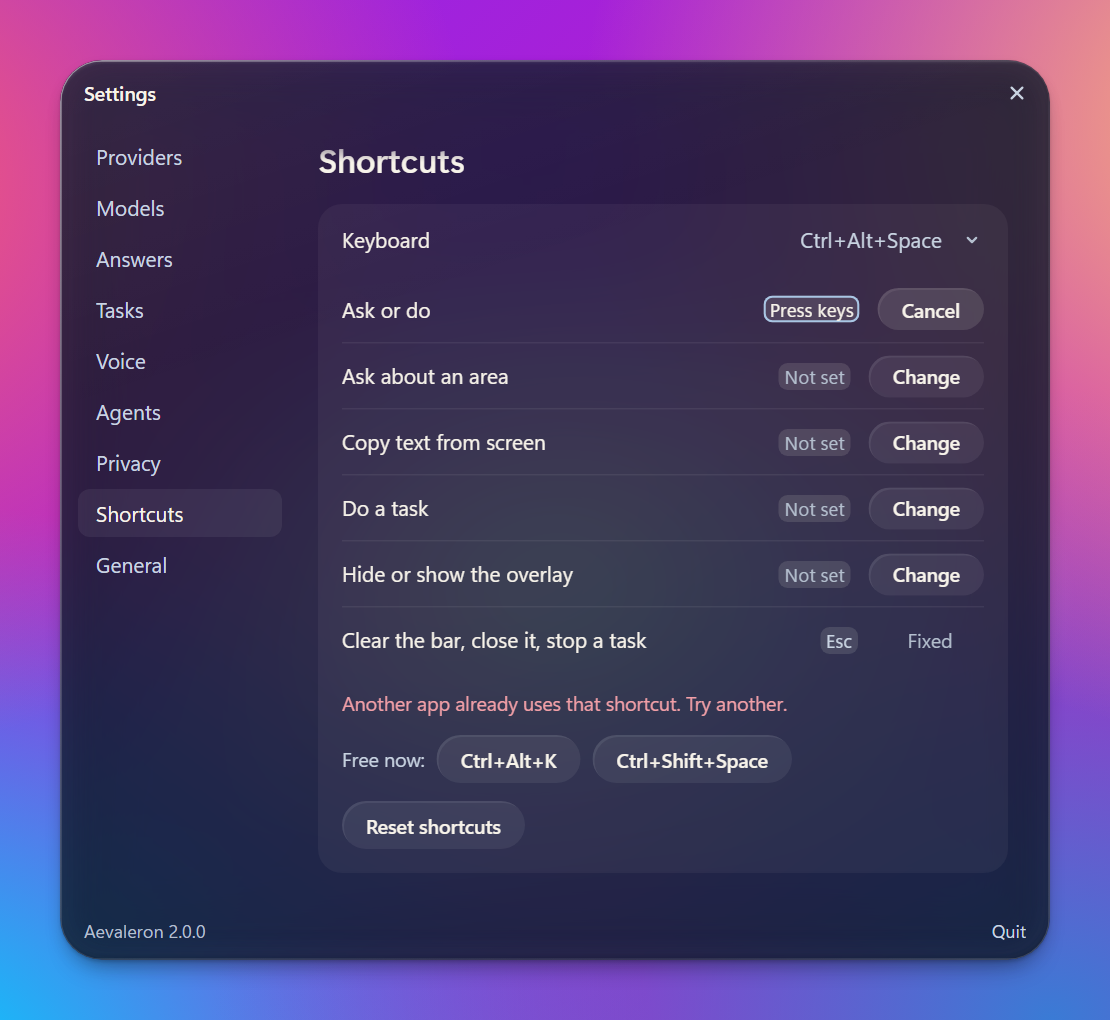 Settings
Providers
Models
Answers
Tasks
Voice
Agents
Privacy
Shortcuts
General
Shortcuts
Keyboard Ctrl+Alt+Space
Ask or do Press keys Cancel
Ask about an area Not set Change
Copy text from screen Not set Change
Do a task Not set Change
Hide or show the overlay Not set Change
Clear the bar, close it, stop a task Esc Fixed
Another app already uses that shortcut. Try another.
Free now: Ctrl+Alt+K Ctrl+Shift+Space
Reset shortcuts
Aevaleron 2.0.0 Quit